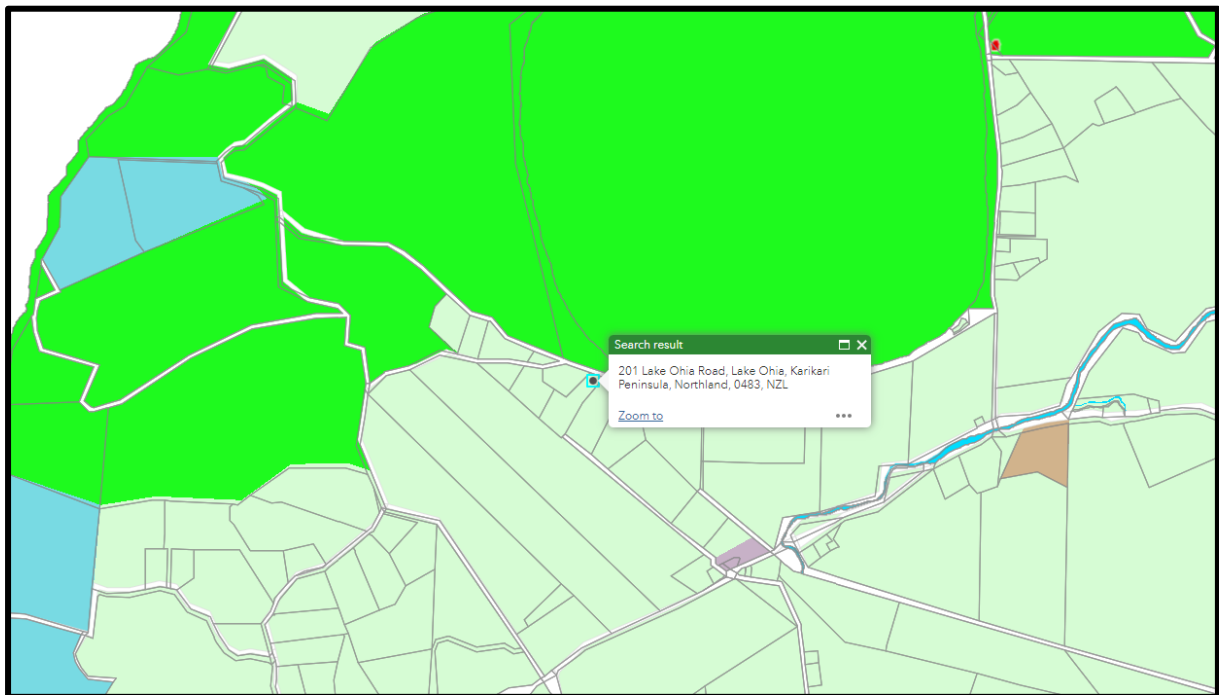 Search result
201 Lake Ohia Road, Lake Ohia, Karikari
Peninsula, Northland, 0483, NZL
Zoom to